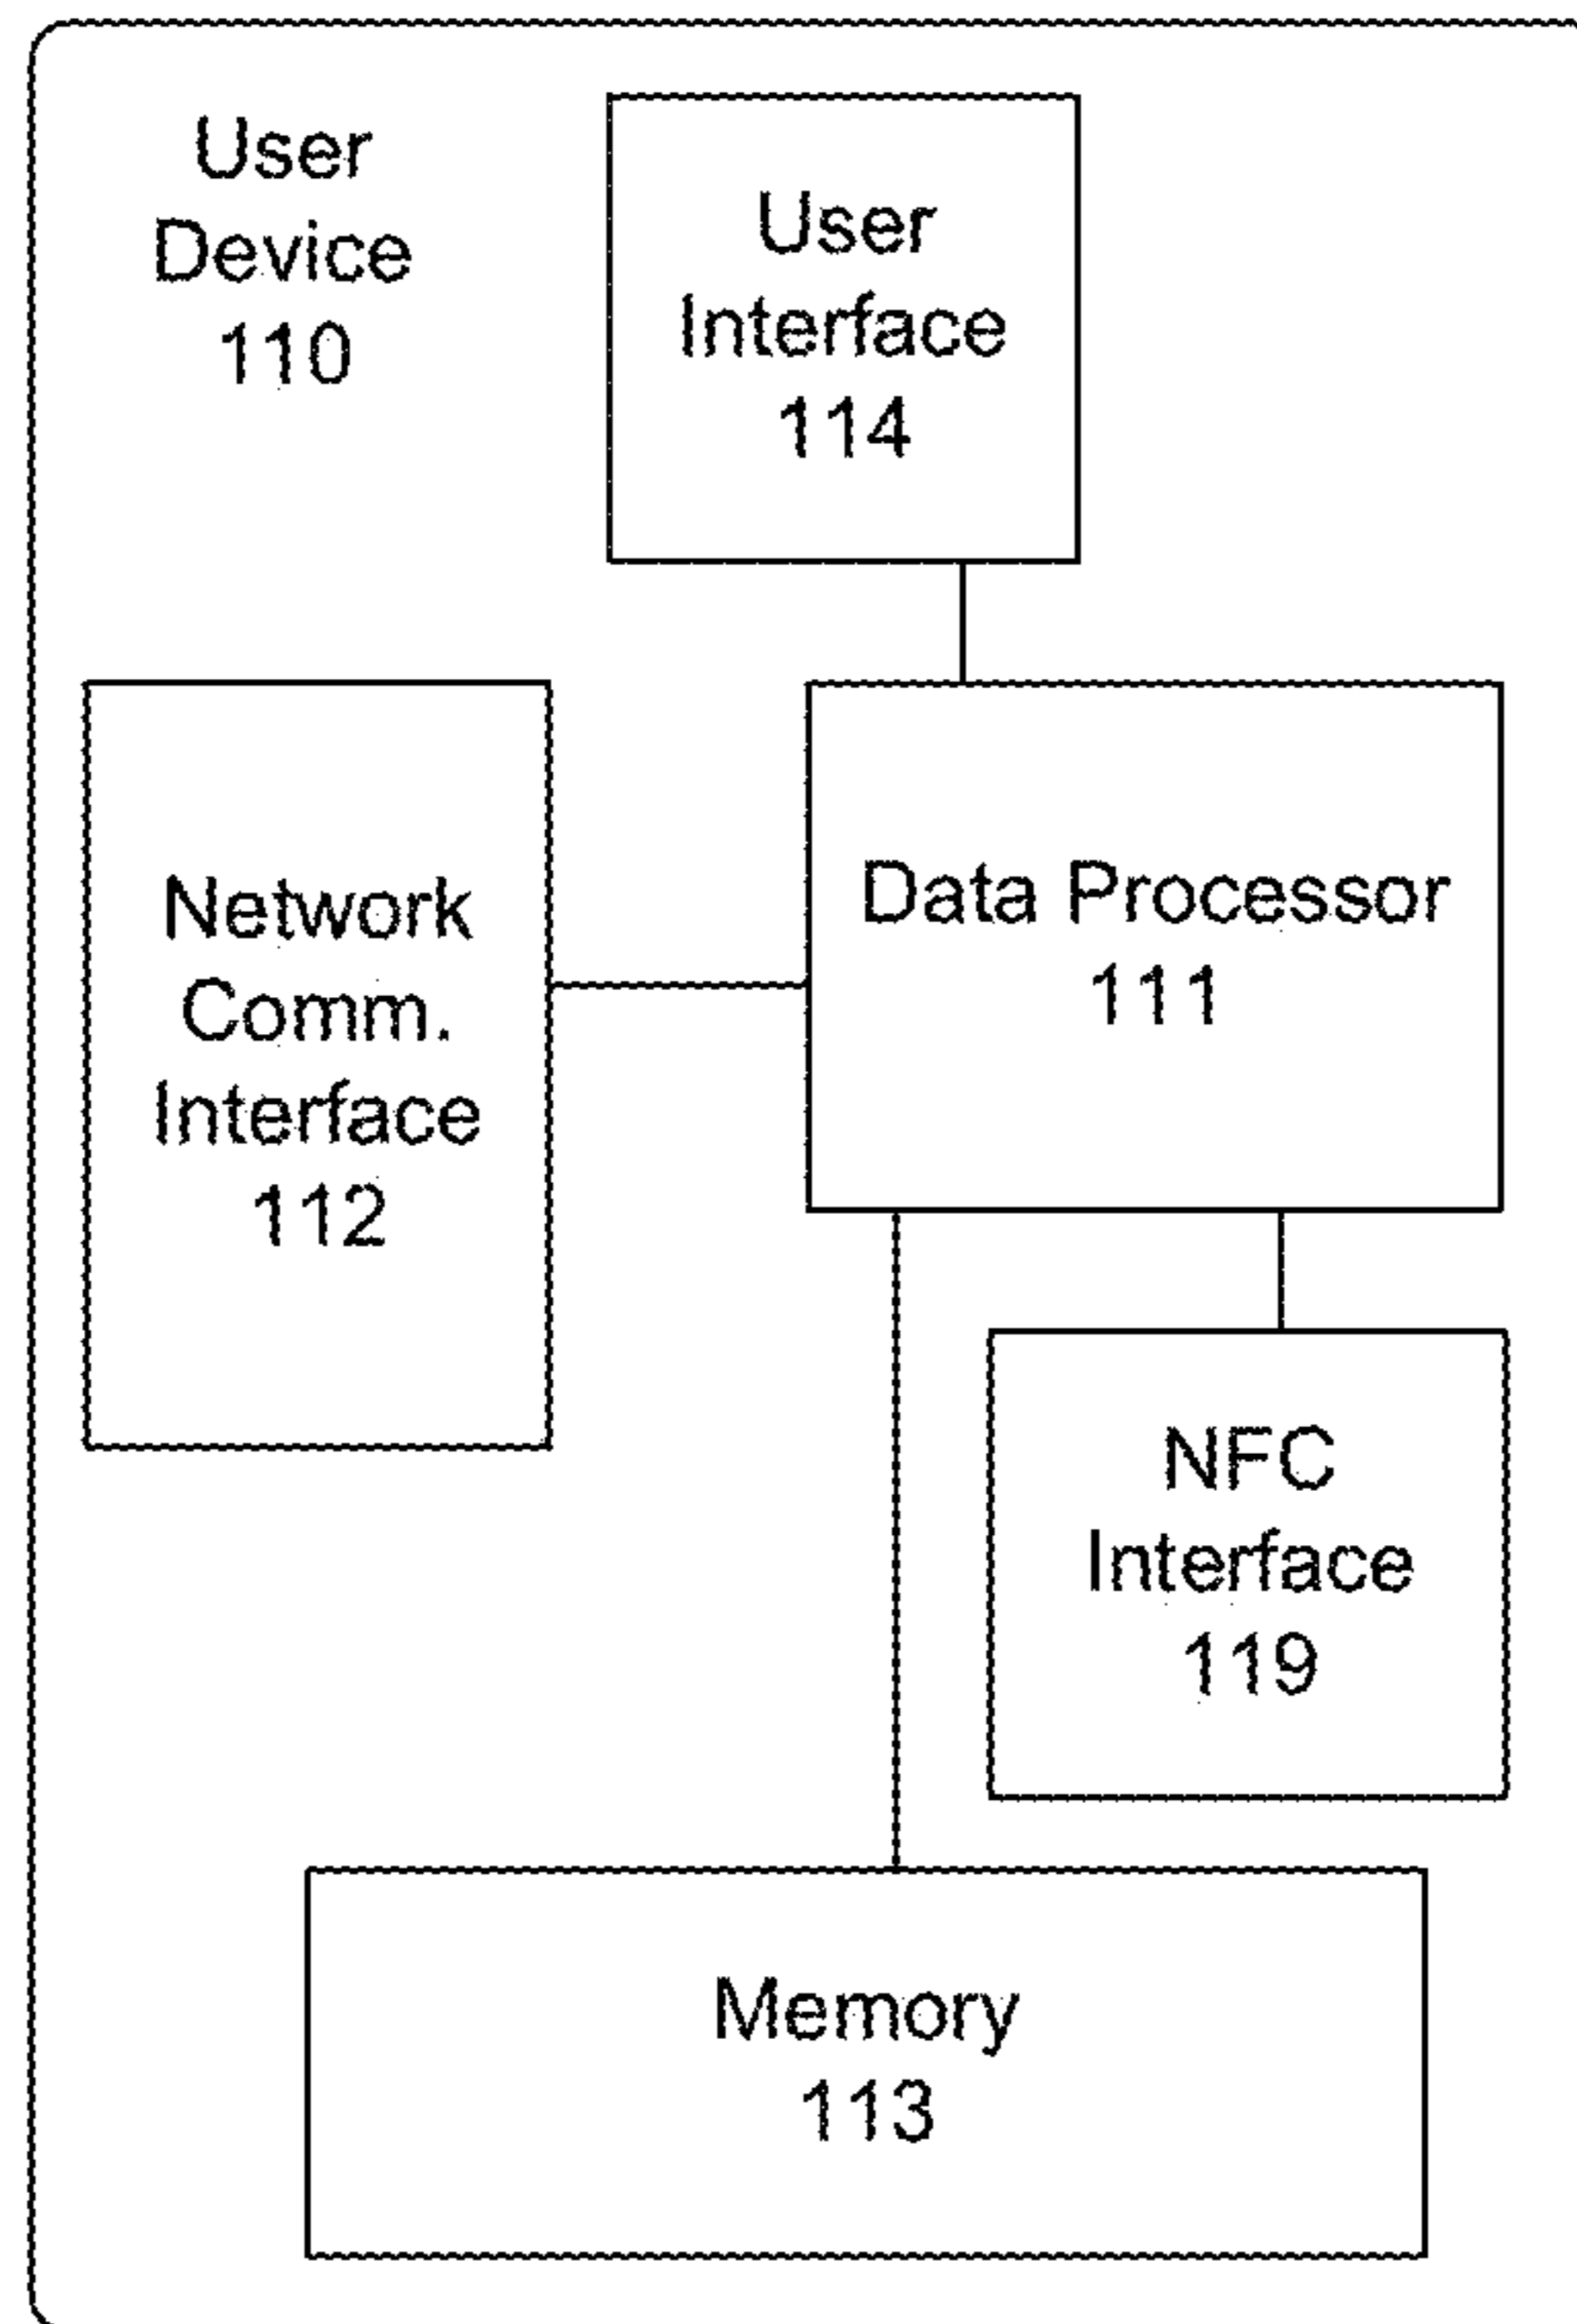 User
Device
110
User
Interface
114
Network
Comm.
Interface
112
Data Processor
111
NFC
Interface
119
Memory
113